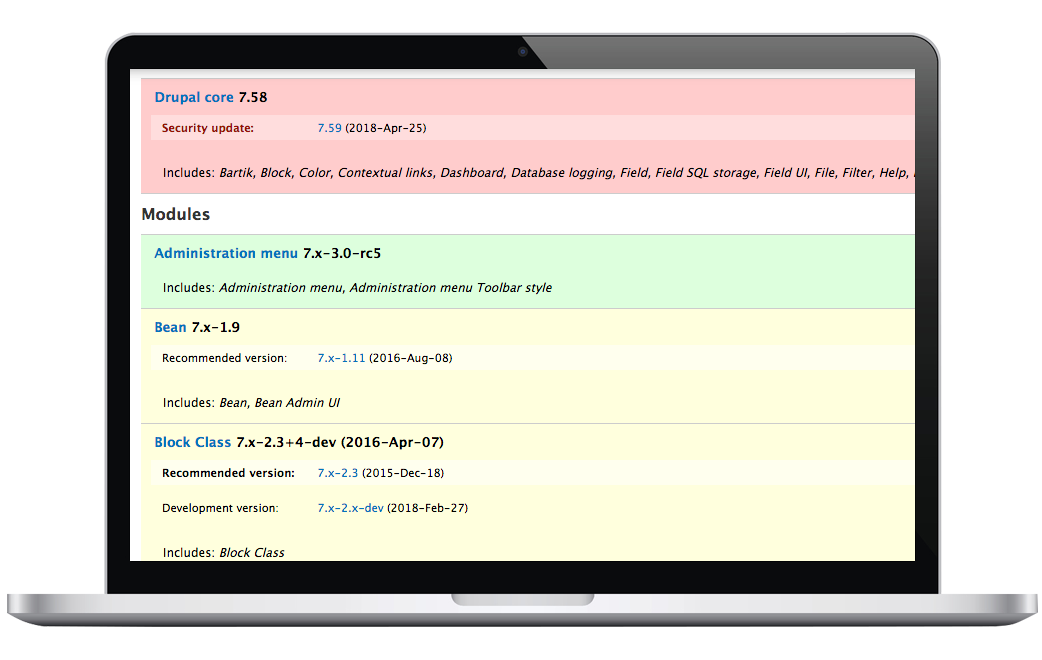 Drupal core 7.58
Security update: 7.59 (2018-Apr-25)
Includes: Bartik, Block, Color, Contextual links, Dashboard, Database logging, Field, Field SQL storage, Field UI, File, Filter, Help,
Modules
Administration menu 7.x-3.0-rc5
Includes: Administration menu, Administration menu Toolbar style
Bean 7.x-1.9
Recommended version: 7.x-1.11 (2016-Aug-08)
Includes: Bean, Bean Admin UI
Block Class 7.x-2.3+4-dev (2016-Apr-07)
Recommended version: 7.x-2.3 (2015-Dec-18)
Development version: 7.x-2.x-dev (2018-Feb-27)
Includes: Block Class